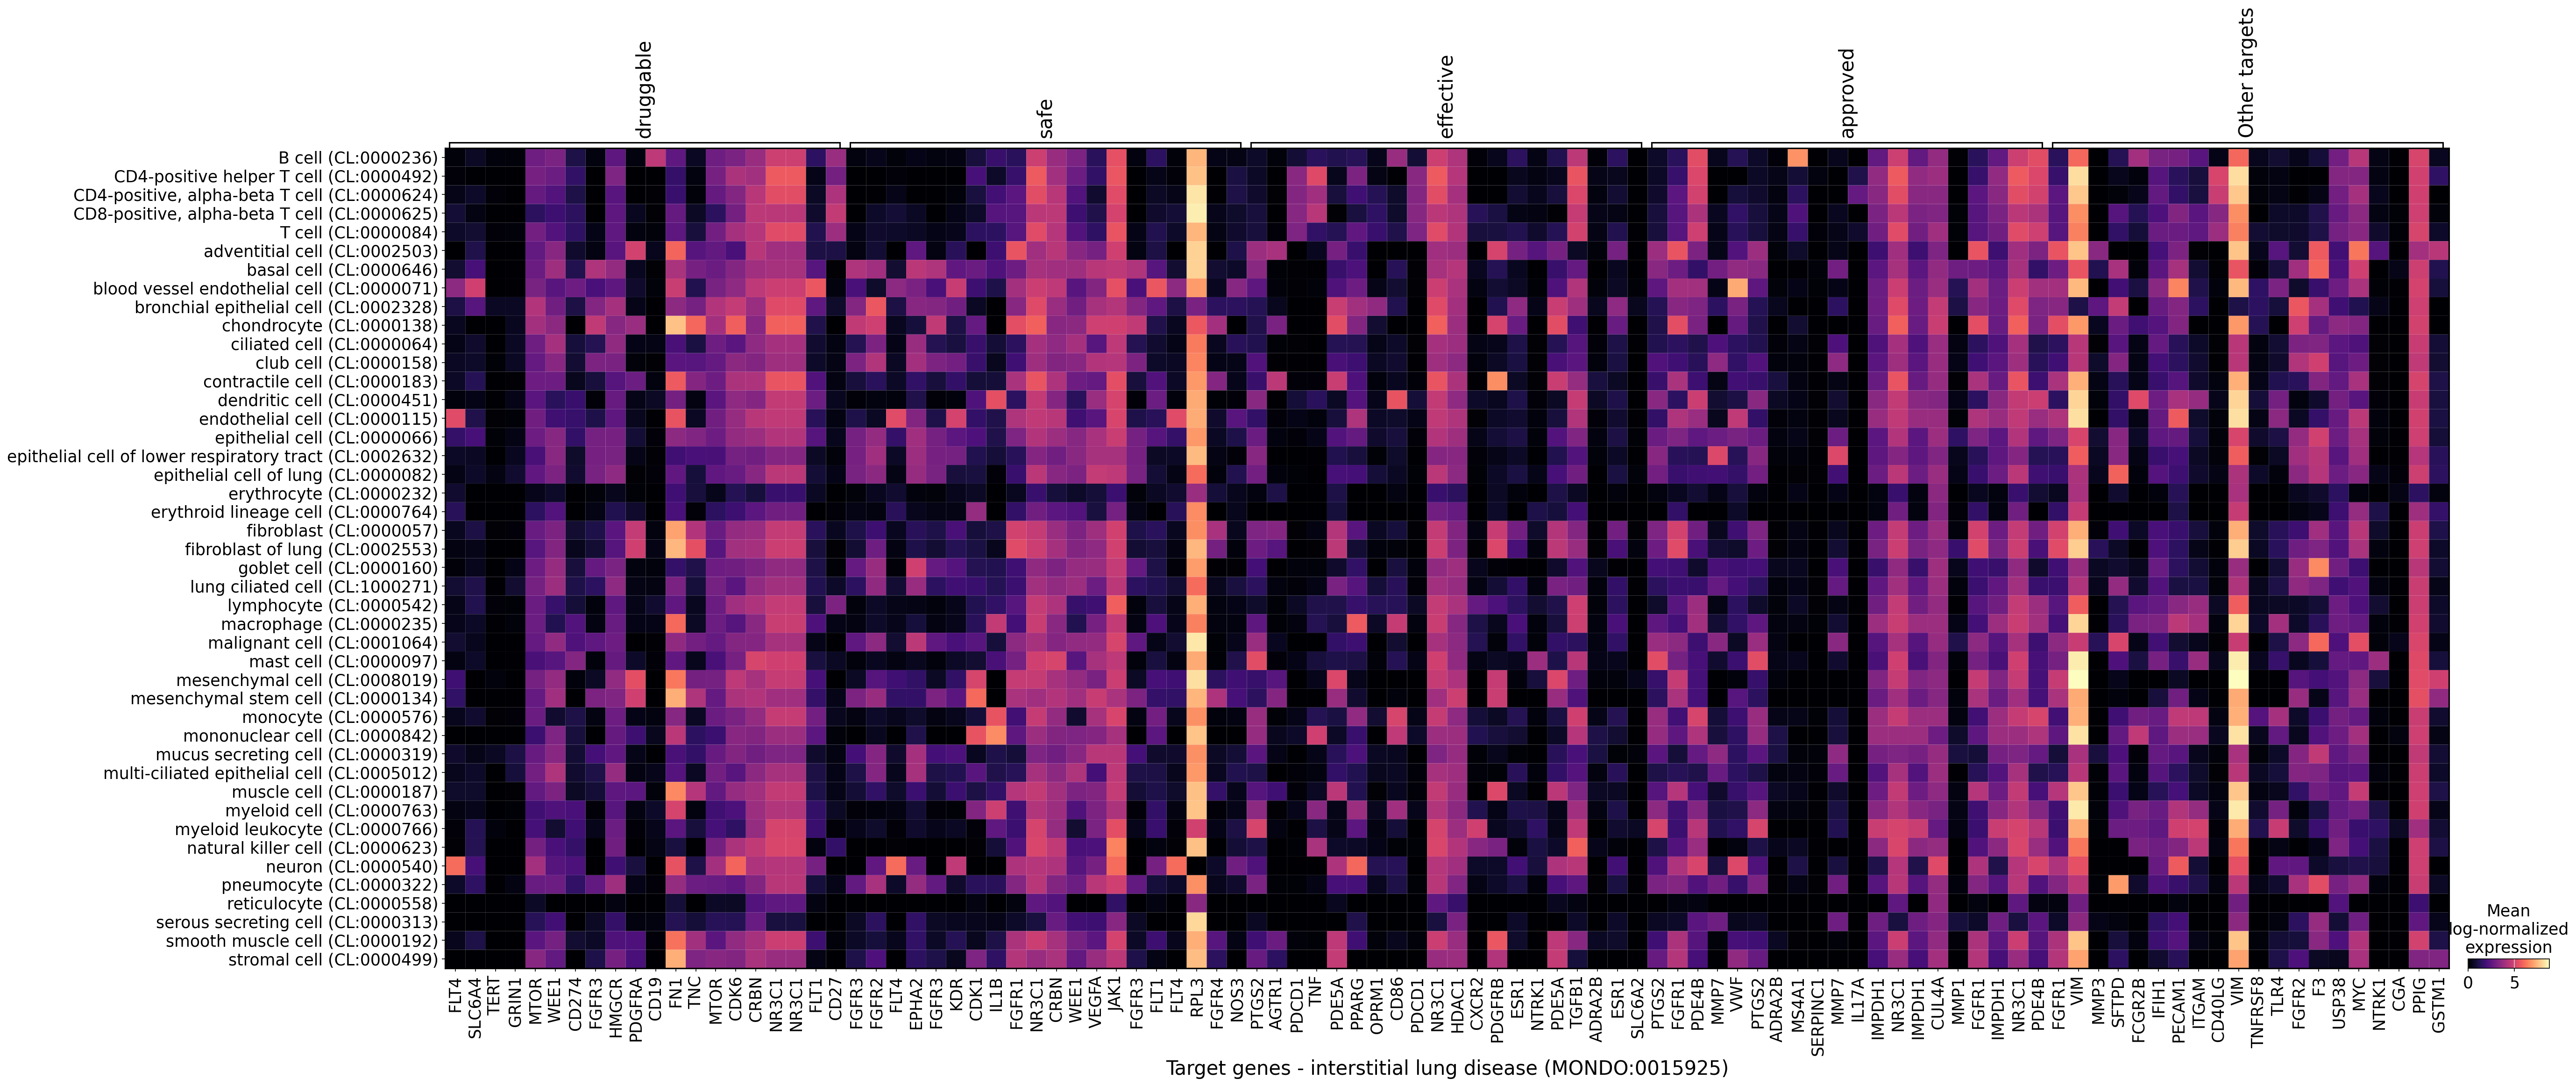 druggable
safe
effective
approved
Other targets
B cell (CL:0000236)
CD4-positive helper T cell (CL:0000492)
CD4-positive, alpha-beta T cell (CL:0000624)
CD8-positive, alpha-beta T cell (CL:0000625)
T cell (CL:0000084)
adventitial cell (CL:0002503)
basal cell (CL:0000646)
blood vessel endothelial cell (CL:0000071)
bronchial epithelial cell (CL:0002328)
chondrocyte (CL:0000138)
ciliated cell (CL:0000064)
club cell (CL:0000158)
contractile cell (CL:0000183)
dendritic cell (CL:0000451)
endothelial cell (CL:0000115)
epithelial cell (CL:0000066)
epithelial cell of lower respiratory tract (CL:0002632)
epithelial cell of lung (CL:0000082)
erythrocyte (CL:0000232)
erythroid lineage cell (CL:0000764)
fibroblast (CL:0000057)
fibroblast of lung (CL:0002553)
goblet cell (CL:0000160)
lung ciliated cell (CL:1000271)
lymphocyte (CL:0000542)
macrophage (CL:0000235)
malignant cell (CL:0001064)
mast cell (CL:0000097)
mesenchymal cell (CL:0008019)
mesenchymal stem cell (CL:0000134)
monocyte (CL:0000576)
mononuclear cell (CL:0000842)
mucus secreting cell (CL:0000319)
multi-ciliated epithelial cell (CL:0005012)
muscle cell (CL:0000187)
myeloid cell (CL:0000763)
myeloid leukocyte (CL:0000766)
natural killer cell (CL:0000623)
neuron (CL:0000540)
pneumocyte (CL:0000322)
reticulocyte (CL:0000558)
serous secreting cell (CL:0000313)
smooth muscle cell (CL:0000192)
stromal cell (CL:0000499)
FLT4
SLC6A4
TERT
GRIN1
MTOR
WEE1
CD274
FGFR3
HMGCR
PDGFRA
CD19
FN1
TNC
MTOR
CDK6
CRBN
NR3C1
NR3C1
FLT1
CD27
FGFR3
FGFR2
FLT4
EPHA2
FGFR3
KDR
CDK1
IL1B
FGFR1
NR3C1
CRBN
WEE1
VEGFA
JAK1
FGFR3
FLT1
FLT4
RPL3
FGFR4
NOS3
PTGS2
AGTR1
PDCD1
TNF
PDE5A
PPARG
OPRM1
CD86
PDCD1
NR3C1
HDAC1
CXCR2
PDGFRB
ESR1
NTRK1
PDE5A
TGFB1
ADRA2B
ESR1
SLC6A2
PTGS2
FGFR1
PDE4B
MMP7
VWF
PTGS2
ADRA2B
MS4A1
SERPINC1
MMP7
IL17A
IMPDH1
NR3C1
IMPDH1
CUL4A
MMP1
FGFR1
IMPDH1
NR3C1
PDE4B
FGFR1
VIM
MMP3
SFTPD
FCGR2B
IFIH1
PECAM1
ITGAM
CD40LG
VIM
TNFRSF8
TLR4
FGFR2
F3
USP38
MYC
NTRK1
CGA
PPIG
GSTM1
Target genes - interstitial lung disease (MONDO:0015925)
Mean
log-normalized
expression
0 5